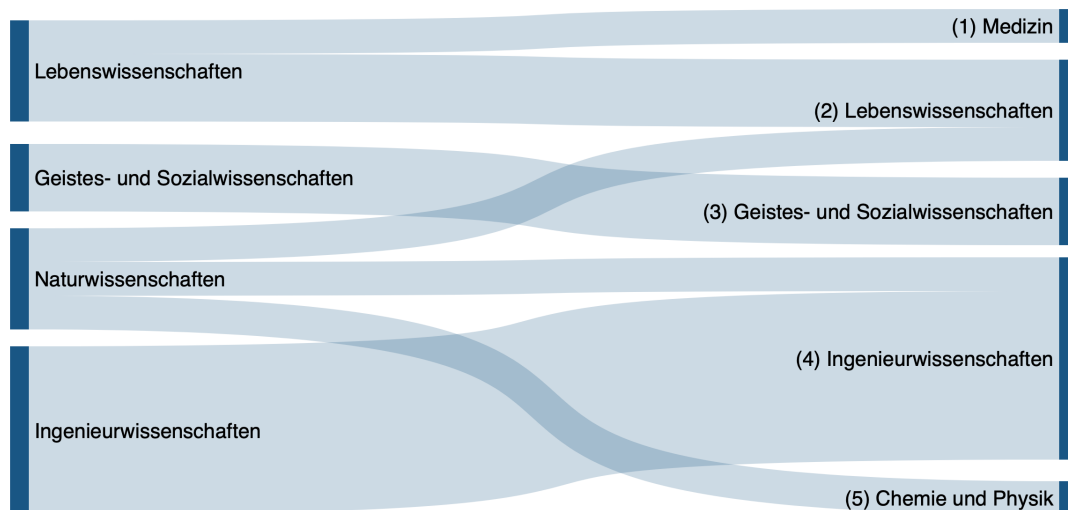 Lebenswissenschaften
Geistes- und Sozialwissenschaften
Naturwissenschaften
Ingenieurwissenschaften
(1) Medizin
(2) Lebenswissenschaften
(3) Geistes- und Sozialwissenschaften
(4) Ingenieurwissenschaften
(5) Chemie und Physik